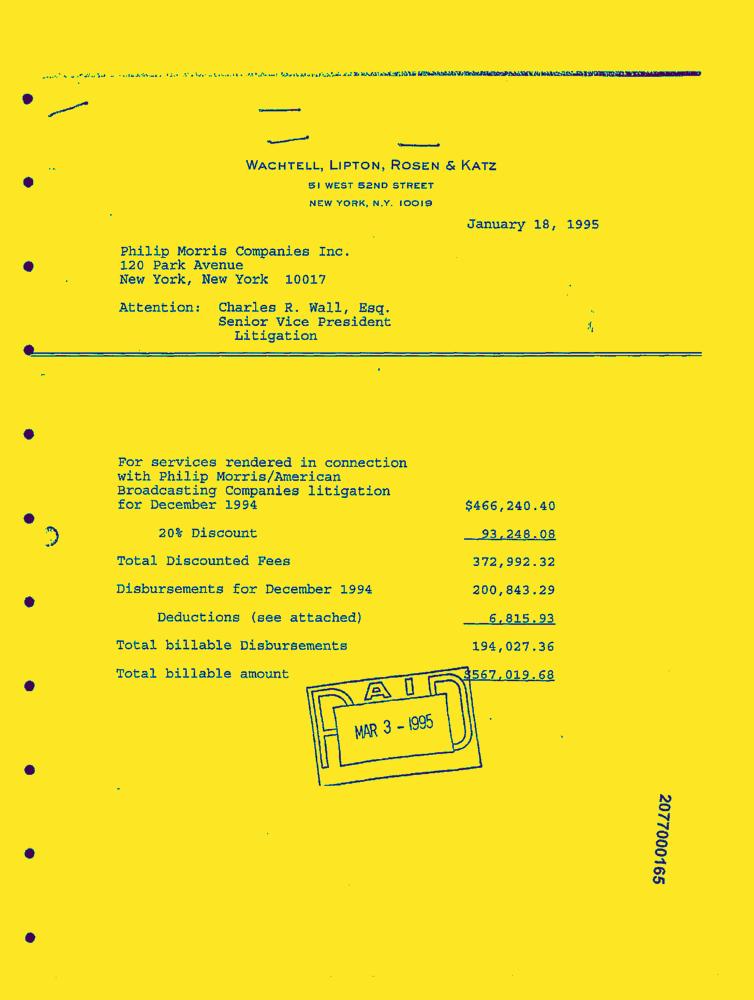 WACHTELL, LIPTON, ROSEN & KATZ
51 WEST 52ND STREET
NEW YORK, N.Y. 10019
January 18, 1995
Philip Morris Companies Inc.
120 Park Avenue
New York, New York 10017
Attention: Charles R. Wall, Esq.
Senior Vice President
Litigation
For services rendered in connection
with Philip Morris/American
Broadcasting Companies litigation
for December 1994 $466,240.40
20% Discount 93,248.08
Total Discounted Fees 372,992.32
Disbursements for December 1994 200,843.29
Deductions (see attached) 6,815.93
Total billable Disbursements 194,027.36
Total billable amount $567,019.68
PAID
MAR 3 - 1995
2077000165